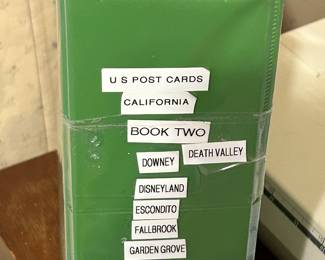 U S POST CARDS
CALIFORNIA
BOOK TWO
DOWNEY
DEATH VALLEY
DISNEYLAND
ESCONDITO
FALLBROOK
GARDEN GROVE